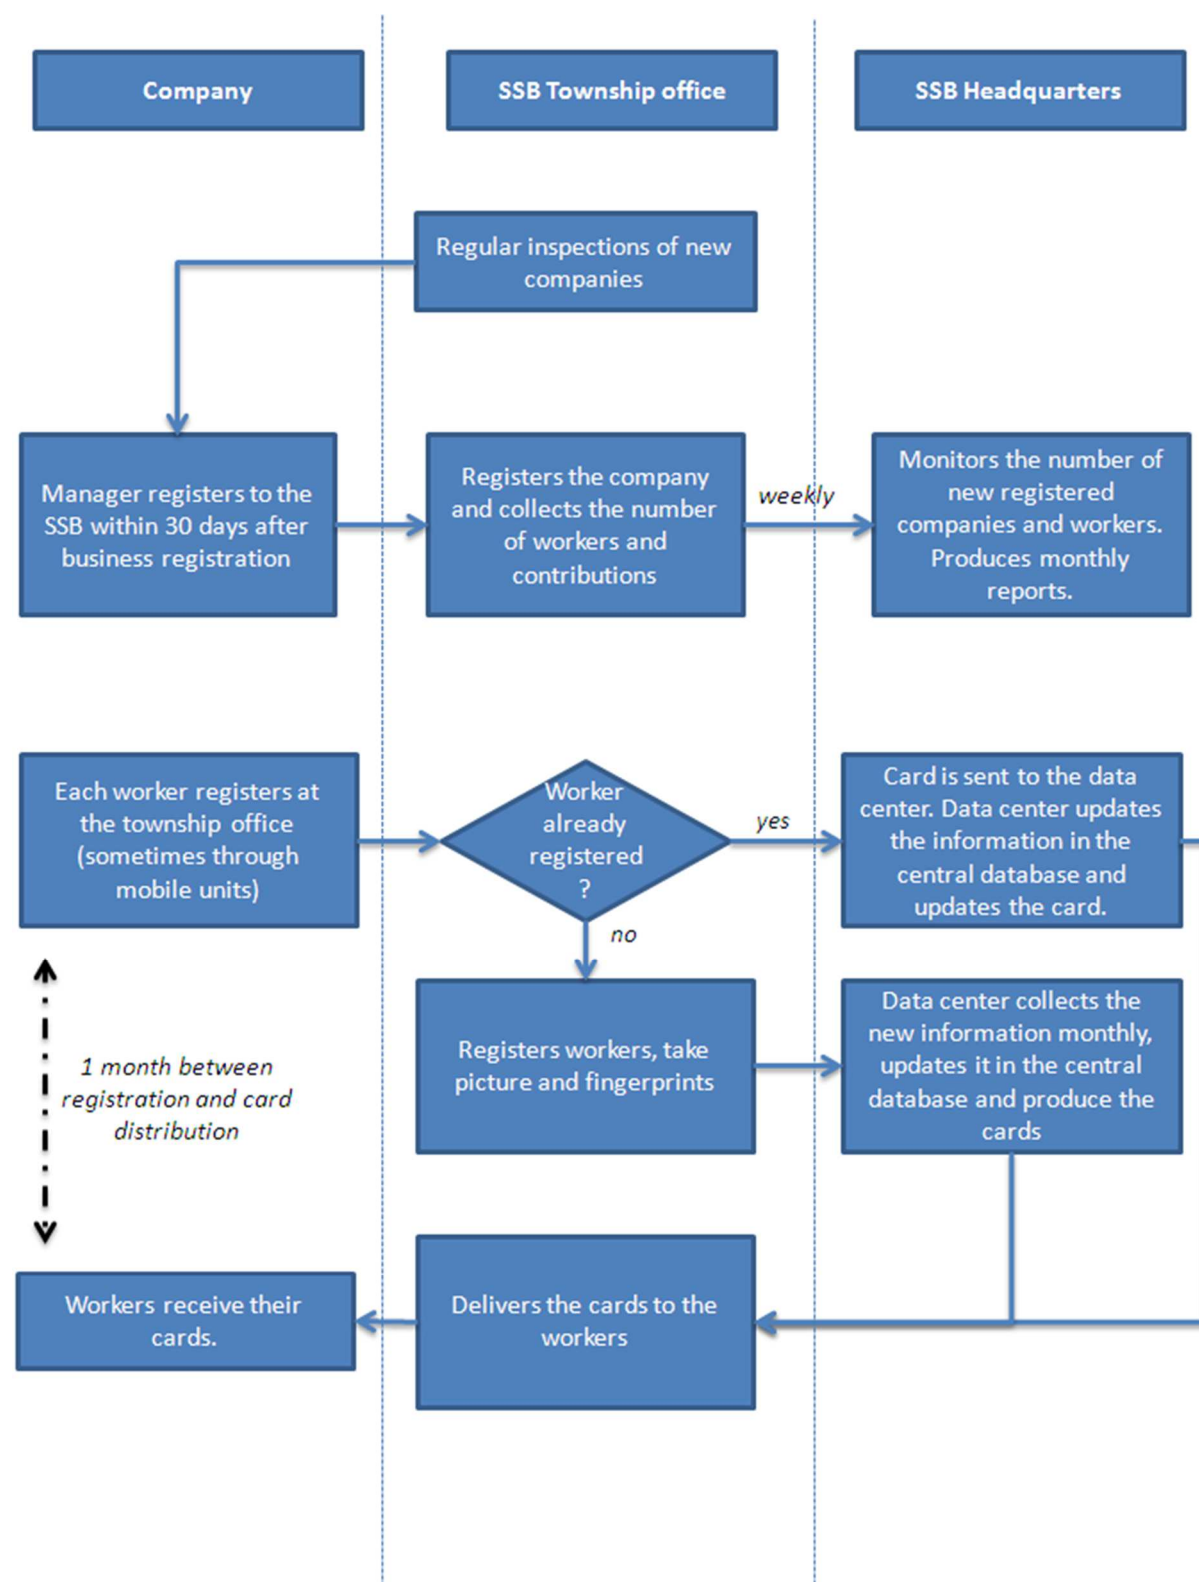 Company
SSB Township office
SSB Headquarters
Regular inspections of new
companies
Manager registers to the
SSB within 30 days after
business registration
Registers the company
and collects the number
of workers and
contributions
weekly
Monitors the number of
new registered
companies and workers.
Produces monthly
reports.
Each worker registers at
the township office
(sometimes through
mobile units)
Worker
already
registered
?
yes
no
Card is sent to the data
center. Data center updates
the information in the
central database and
updates the card.
1 month between
registration and card
distribution
Registers workers, take
picture and fingerprints
Data center collects the
new information monthly,
updates it in the central
database and produce the
cards
Workers receive their
cards.
Delivers the cards to the
workers